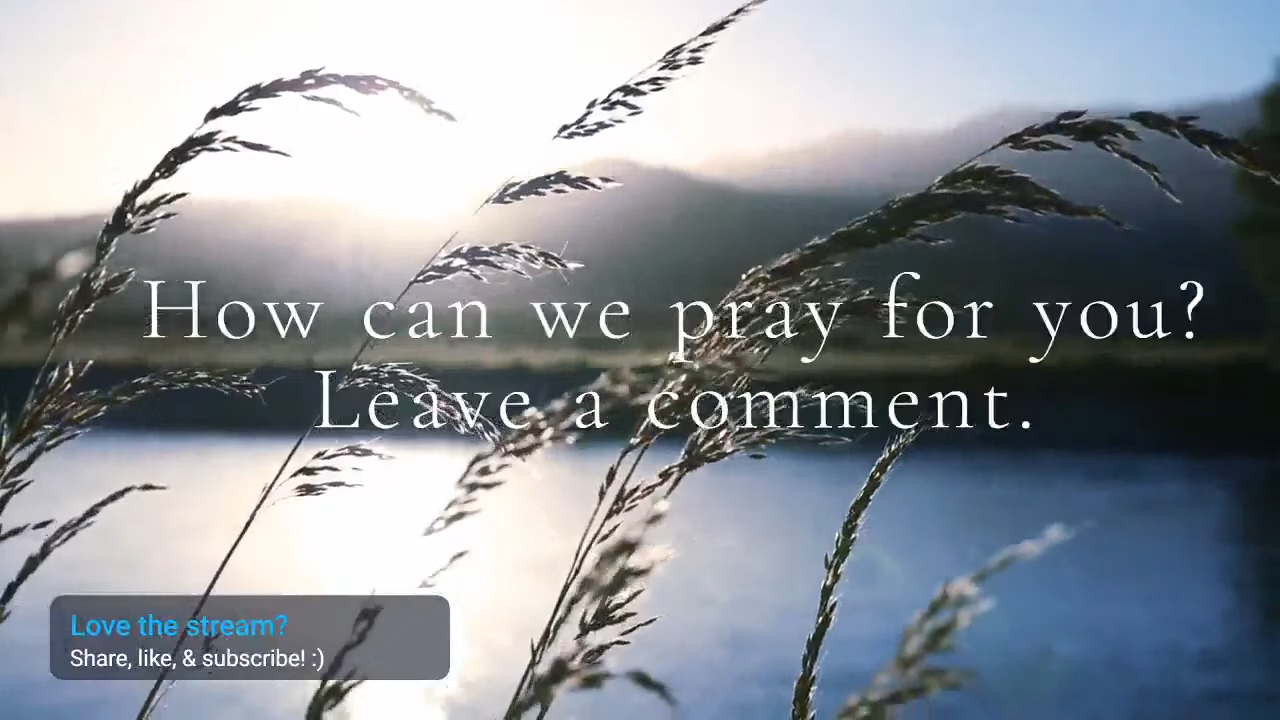 How can we pray for you?
Leave a comment.
Love the stream?
Share, like, & subscribe! :)